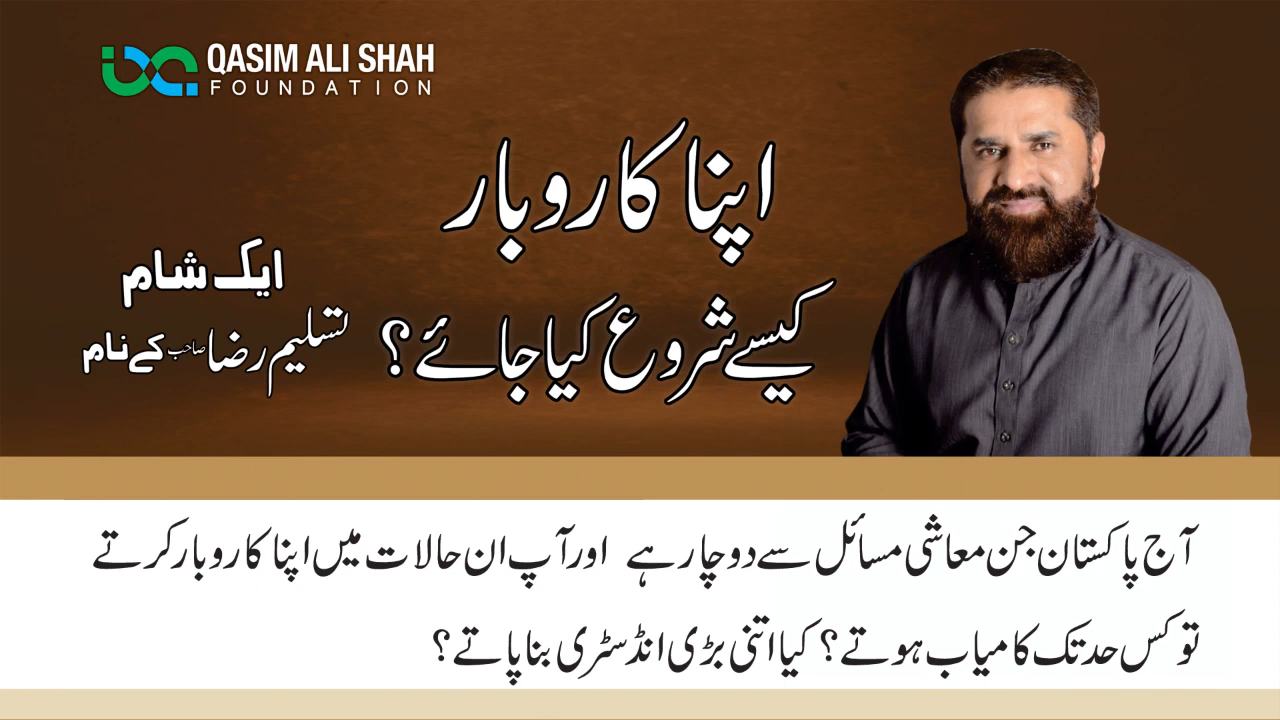 QASIM ALI SHAH
FOUNDATION
اپنا کاروبار
کیسے شروع کیا جائے؟
ایک شام
تسلیم رضا صاحب کے نام
آج پاکستان جن معاشی مسائل سے دوچار ہے اور آپ ان حالات میں اپنا کاروبار کرتے
تو کس حد تک کامیاب ہوتے؟ کیا اتنی بڑی انڈسٹری بنا پاتے؟